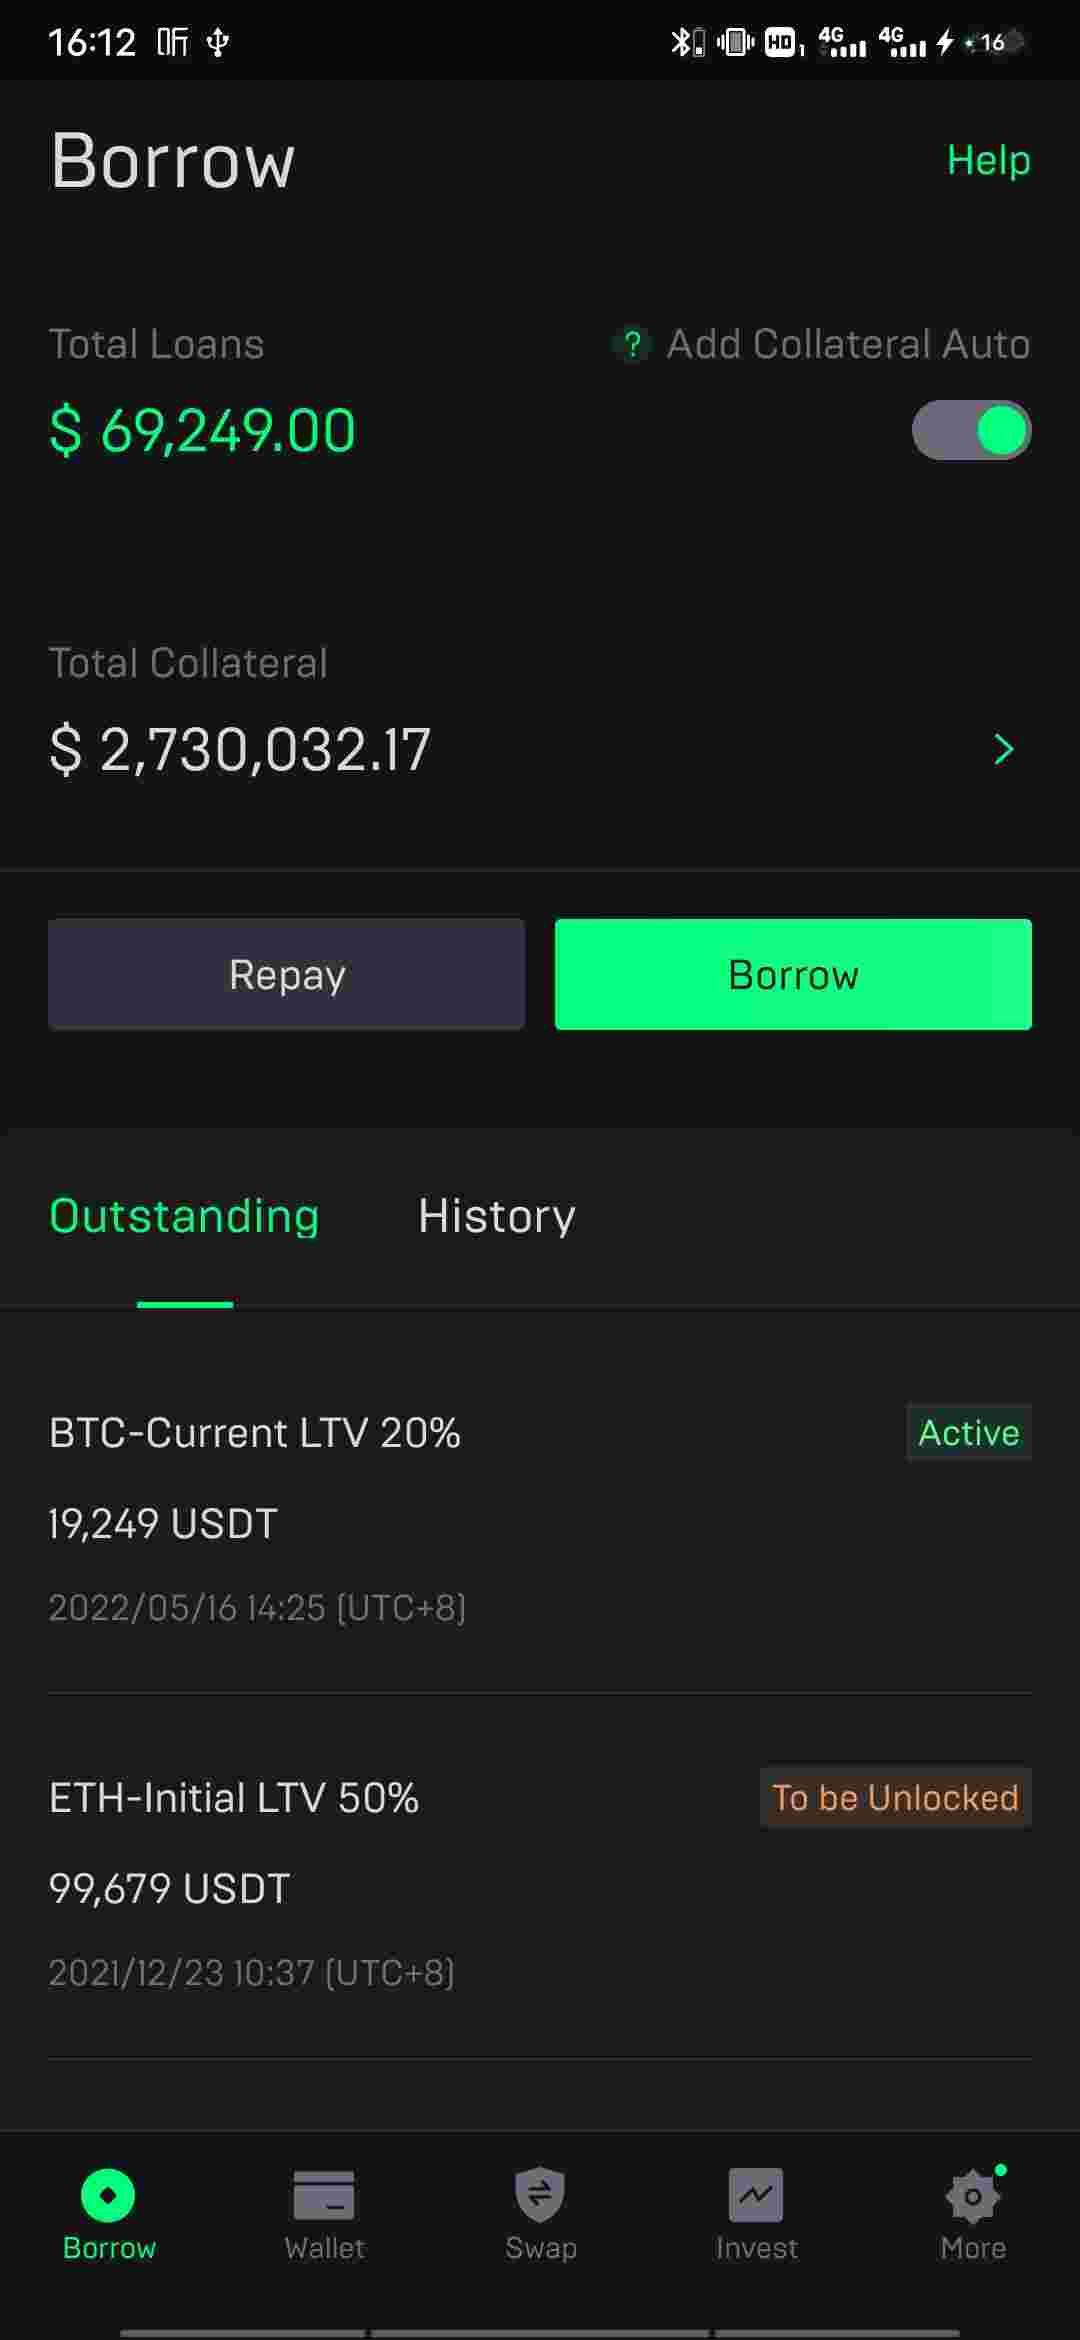 16:12 听
HD 1 4G 4G 16
Borrow
Help
Total Loans
? Add Collateral Auto
$ 69,249.00
Total Collateral
$ 2,730,032.17
Repay
Borrow
Outstanding
History
BTC-Current LTV 20%
Active
19,249 USDT
2022/05/16 14:25 (UTC+8)
ETH-Initial LTV 50%
To be Unlocked
99,679 USDT
2021/12/23 10:37 (UTC+8)
Borrow
Wallet
Swap
Invest
More